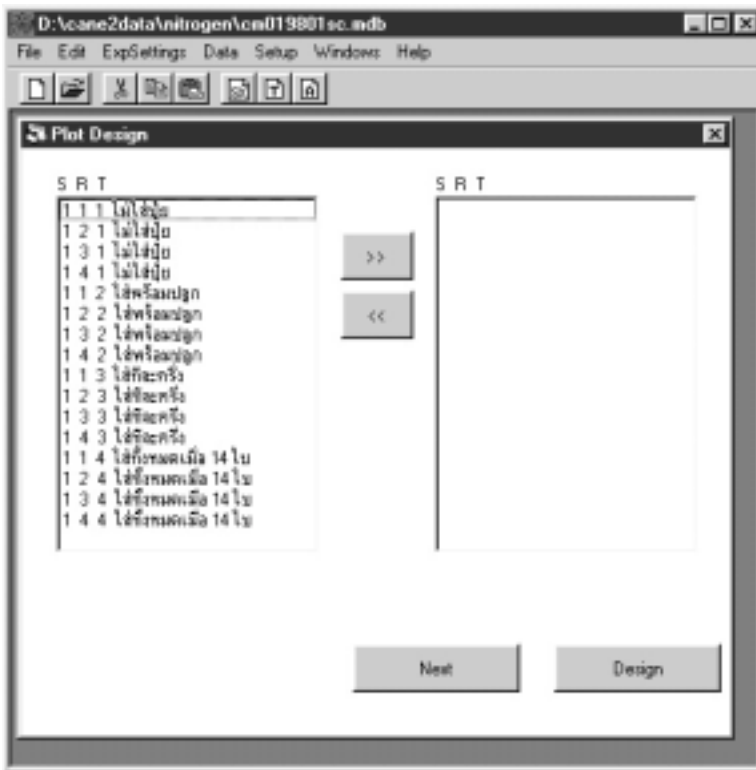 D:\cane2data\nitrogen\cm019801sc.mdb
File Edit ExpSettings Data Setup Windows Help
Plot Design
S R T
1 1 1 ไม่ใส่ปุ๋ย
1 2 1 ไม่ใส่ปุ๋ย
1 3 1 ไม่ใส่ปุ๋ย
1 4 1 ไม่ใส่ปุ๋ย
1 1 2 ใส่พร้อมปลูก
1 2 2 ใส่พร้อมปลูก
1 3 2 ใส่พร้อมปลูก
1 4 2 ใส่พร้อมปลูก
1 1 3 ใส่ทีละครึ่ง
1 2 3 ใส่ทีละครึ่ง
1 3 3 ใส่ทีละครึ่ง
1 4 3 ใส่ทีละครึ่ง
1 1 4 ใส่ทั้งหมดเมื่อ 14 ใบ
1 2 4 ใส่ทั้งหมดเมื่อ 14 ใบ
1 3 4 ใส่ทั้งหมดเมื่อ 14 ใบ
1 4 4 ใส่ทั้งหมดเมื่อ 14 ใบ
>>
<<
S R T
Next
Design